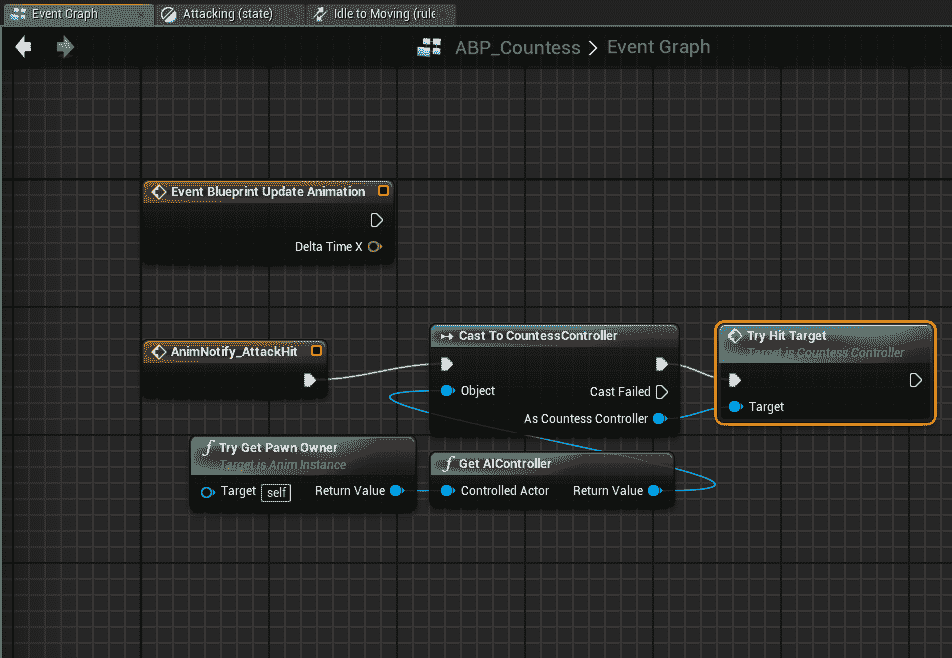 Event Graph
Attacking (state)
Idle to Moving (rule
ABP_Countess > Event Graph
Event Blueprint Update Animation
Delta Time X
AnimNotify_AttackHit
Cast To CountessController
Object
Cast Failed
As Countess Controller
Try Hit Target
Target is Countess Controller
Target
Try Get Pawn Owner
Target is Anim Instance
Target self Return Value
Get AIController
Controlled Actor Return Value